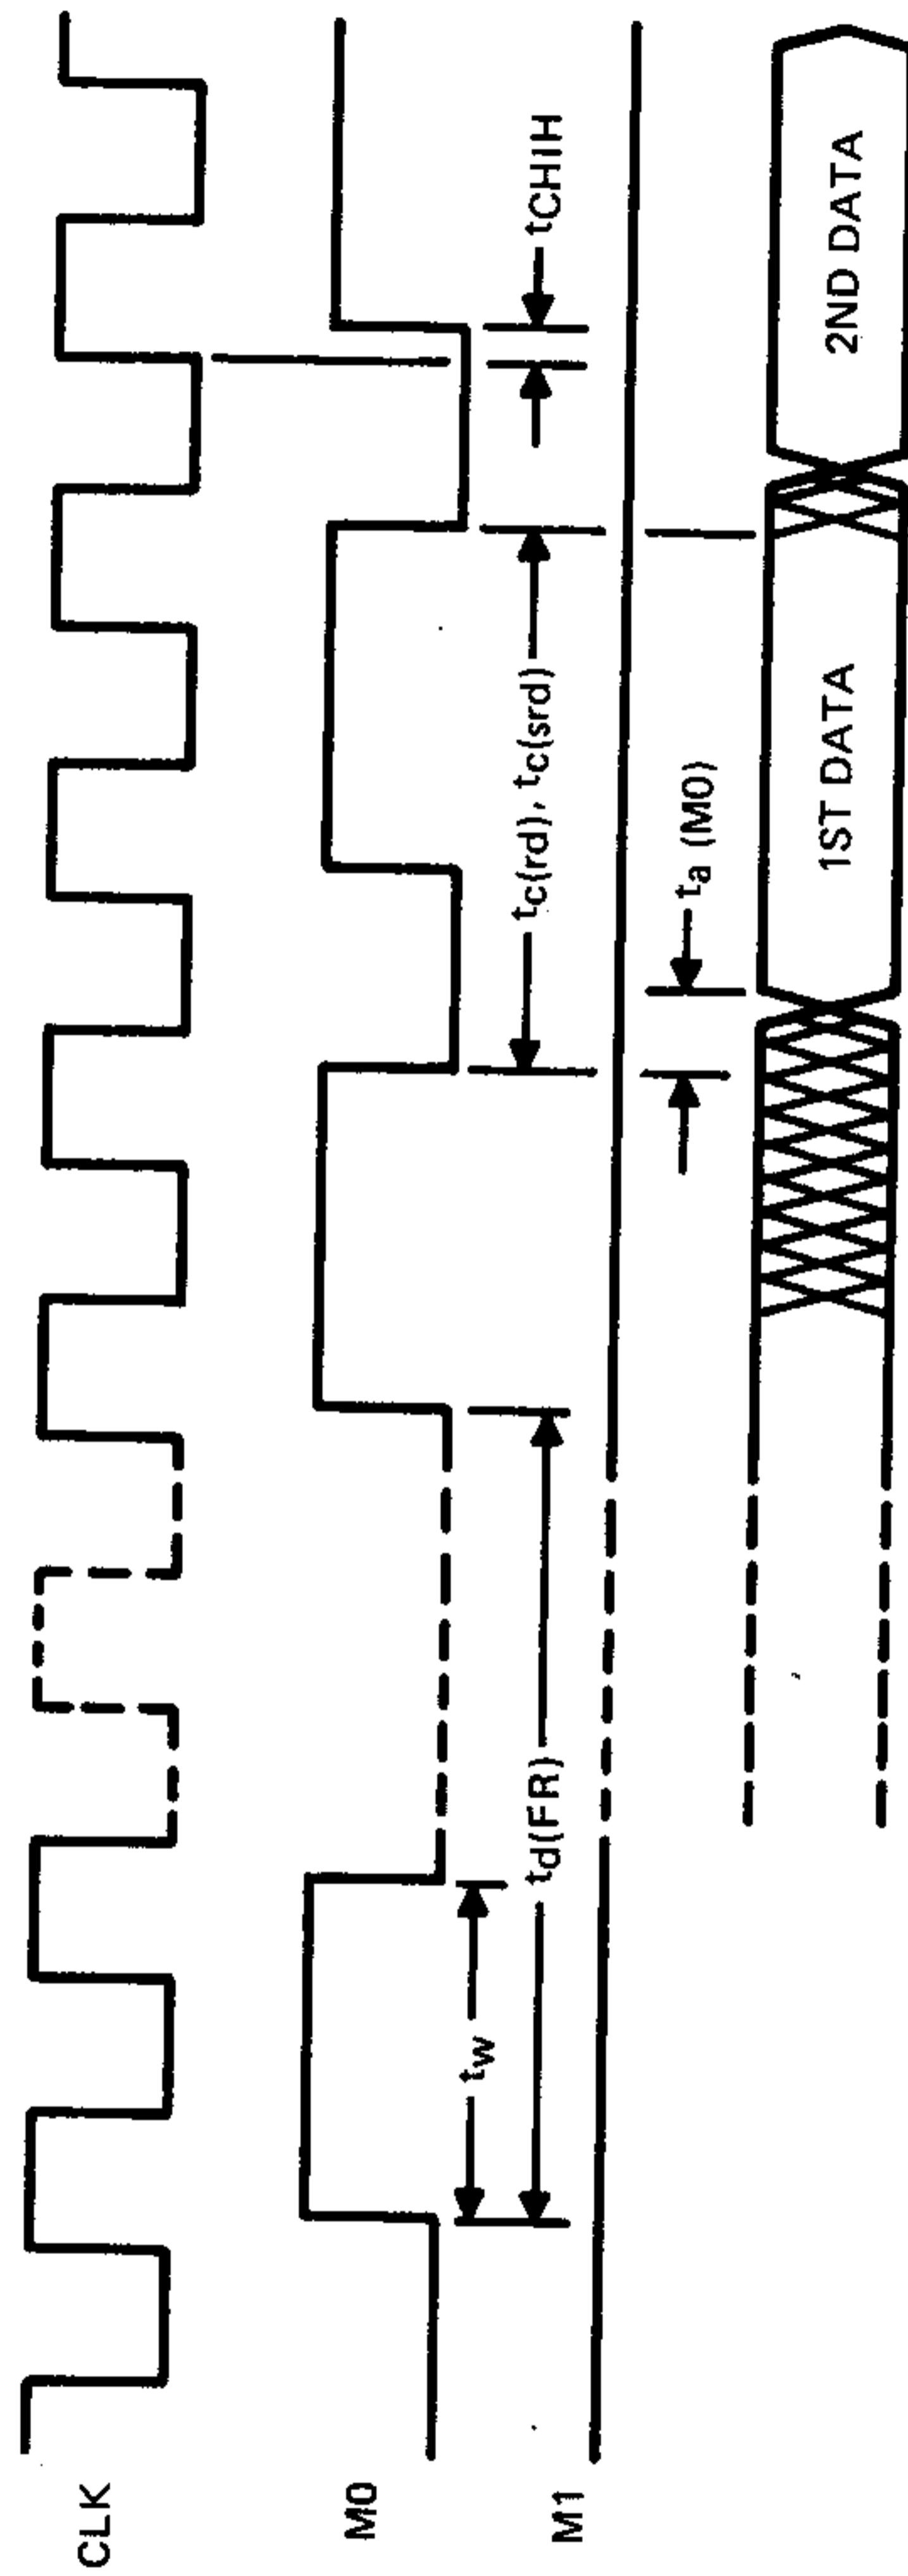 CLK
M0
M1
tw
td(FR)
tc(rd), tc(srd)
tCHIH
ta (M0)
1ST DATA
2ND DATA